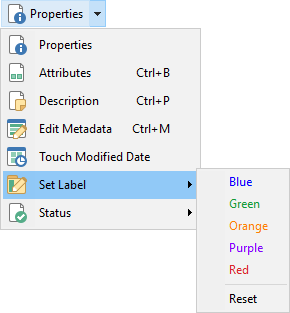 Properties
Properties
Attributes Ctrl+B
Description Ctrl+P
Edit Metadata Ctrl+M
Touch Modified Date
Set Label
Status
Blue
Green
Orange
Purple
Red
Reset